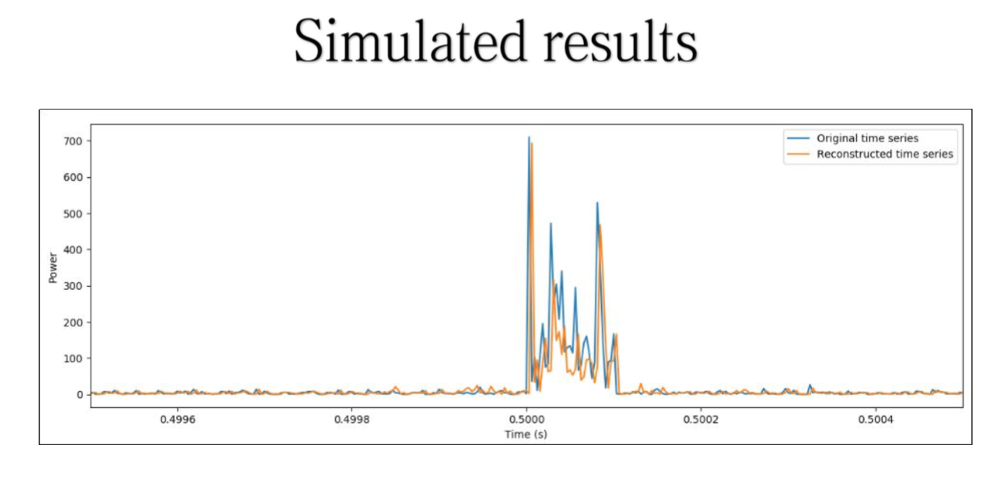 Simulated results
Original time series
Reconstructed time series
700
600
500
400
300
200
100
0
Power
0.4996 0.4998 0.5000 0.5002 0.5004
Time (s)